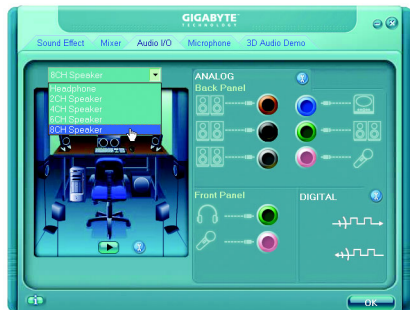 GIGABYTE
TECHNOLOGY
Sound Effect Mixer Audio I/O Microphone 3D Audio Demo
8CH Speaker
Headphone
2CH Speaker
4CH Speaker
6CH Speaker
8CH Speaker
ANALOG
Back Panel
Front Panel
DIGITAL
OK